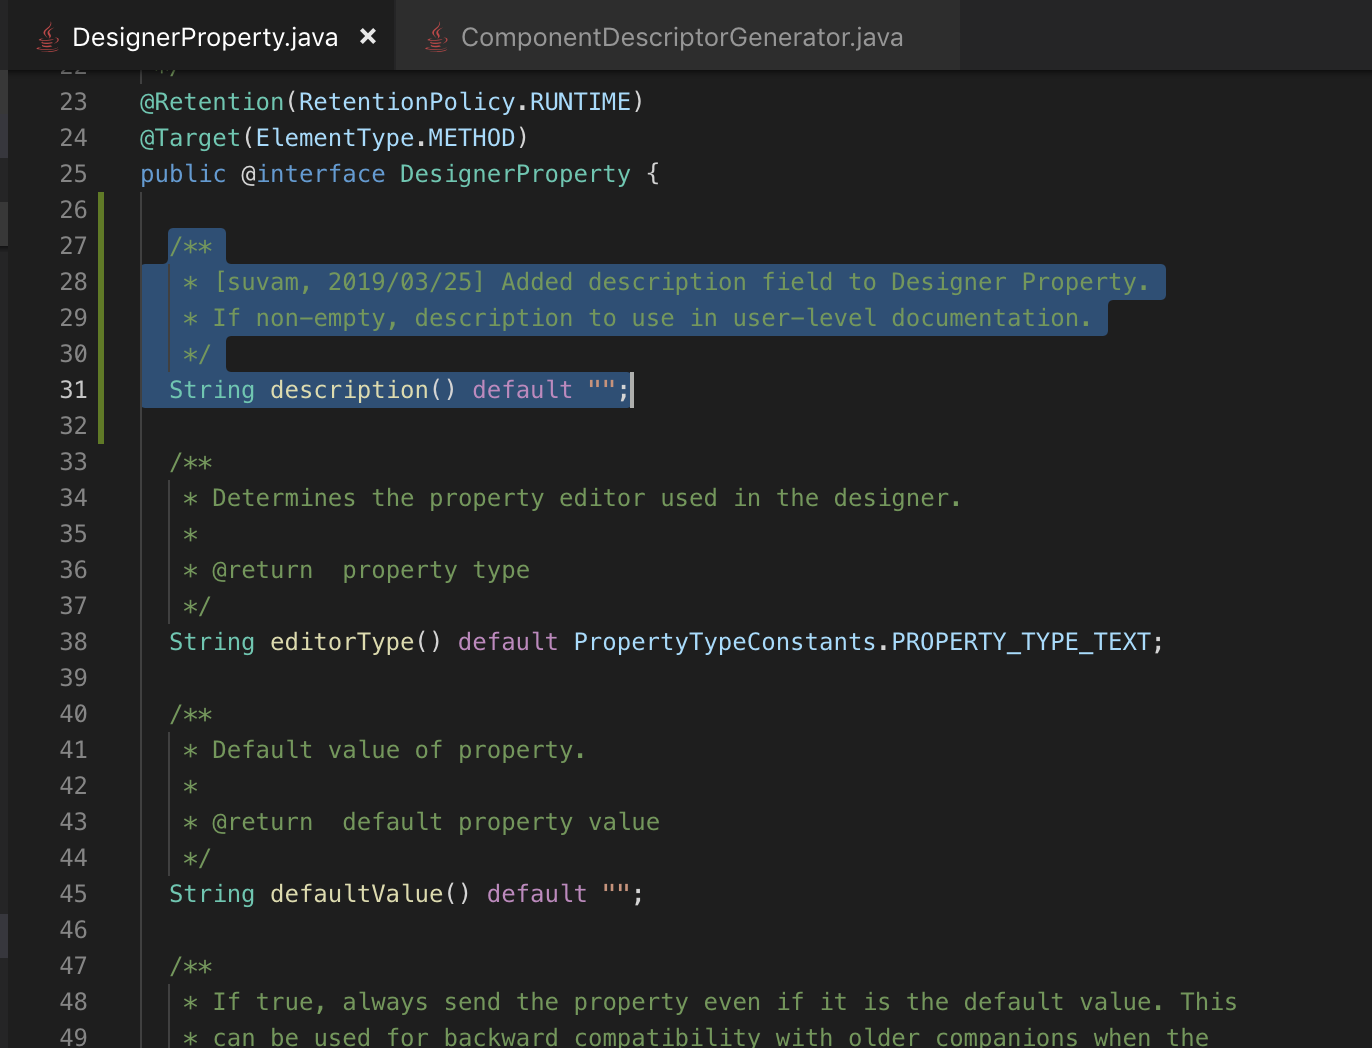 DesignerProperty.java × ComponentDescriptorGenerator.java
22 */
23 @Retention(RetentionPolicy.RUNTIME)
24 @Target(ElementType.METHOD)
25 public @interface DesignerProperty {
26
27 /**
28 * [suvam, 2019/03/25] Added description field to Designer Property.
29 * If non-empty, description to use in user-level documentation.
30 */
31 String description() default "";
32
33 /**
34 * Determines the property editor used in the designer.
35 *
36 * @return  property type
37 */
38 String editorType() default PropertyTypeConstants.PROPERTY_TYPE_TEXT;
39
40 /**
41 * Default value of property.
42 *
43 * @return  default property value
44 */
45 String defaultValue() default "";
46
47 /**
48 * If true, always send the property even if it is the default value. This
49 * can be used for backward compatibility with older companions when the